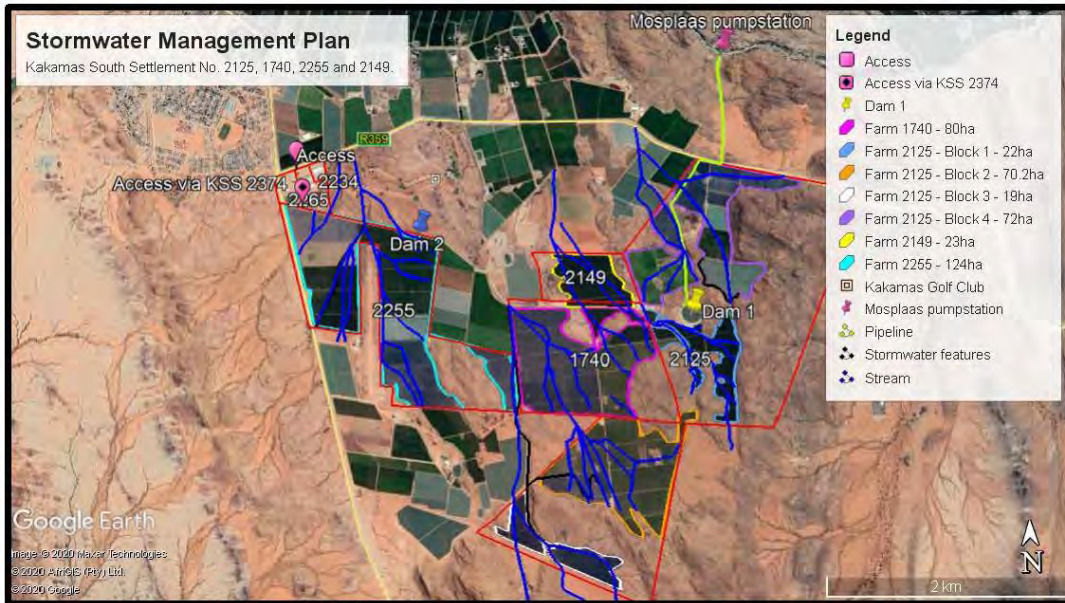 Stormwater Management Plan
Kakamas South Settlement No. 2125, 1740, 2255 and 2149.
Mosplaas pumpstation
R359
Access
Access via KSS 2374
2234
2265
Dam 2
2255
2149
Dam 1
1740
2125
Legend
Access
Access via KSS 2374
Dam 1
Farm 1740 - 80ha
Farm 2125 - Block 1 - 22ha
Farm 2125 - Block 2 - 70.2ha
Farm 2125 - Block 3 - 19ha
Farm 2125 - Block 4 - 72ha
Farm 2149 - 23ha
Farm 2255 - 124ha
Kakamas Golf Club
Mosplaas pumpstation
Pipeline
Stormwater features
Stream
Google Earth
Image © 2020 Maxar Technologies
© 2020 AfriGIS (Pty) Ltd.
© 2020 Google
N
2 km